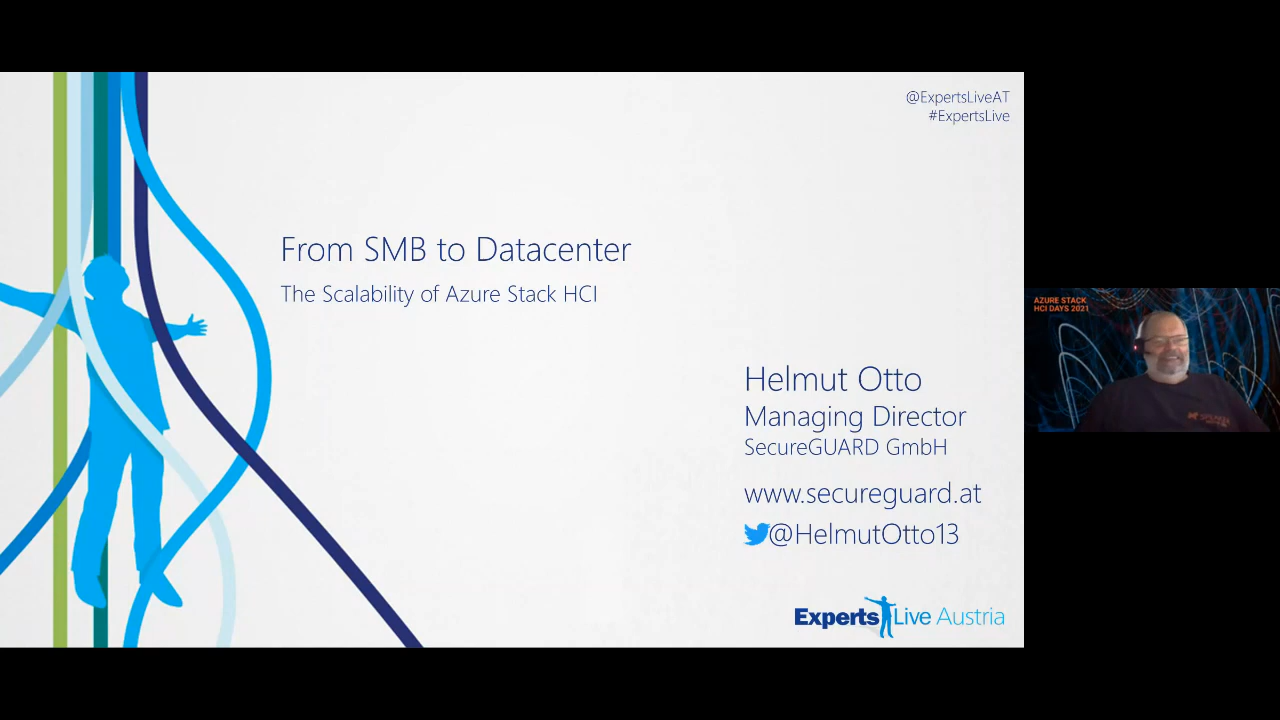 @ExpertsLiveAT
#ExpertsLive
From SMB to Datacenter
The Scalability of Azure Stack HCI
Helmut Otto
Managing Director
SecureGUARD GmbH
www.secureguard.at
@HelmutOtto13
Experts Live Austria
AZURE STACK
HCI DAYS 2021